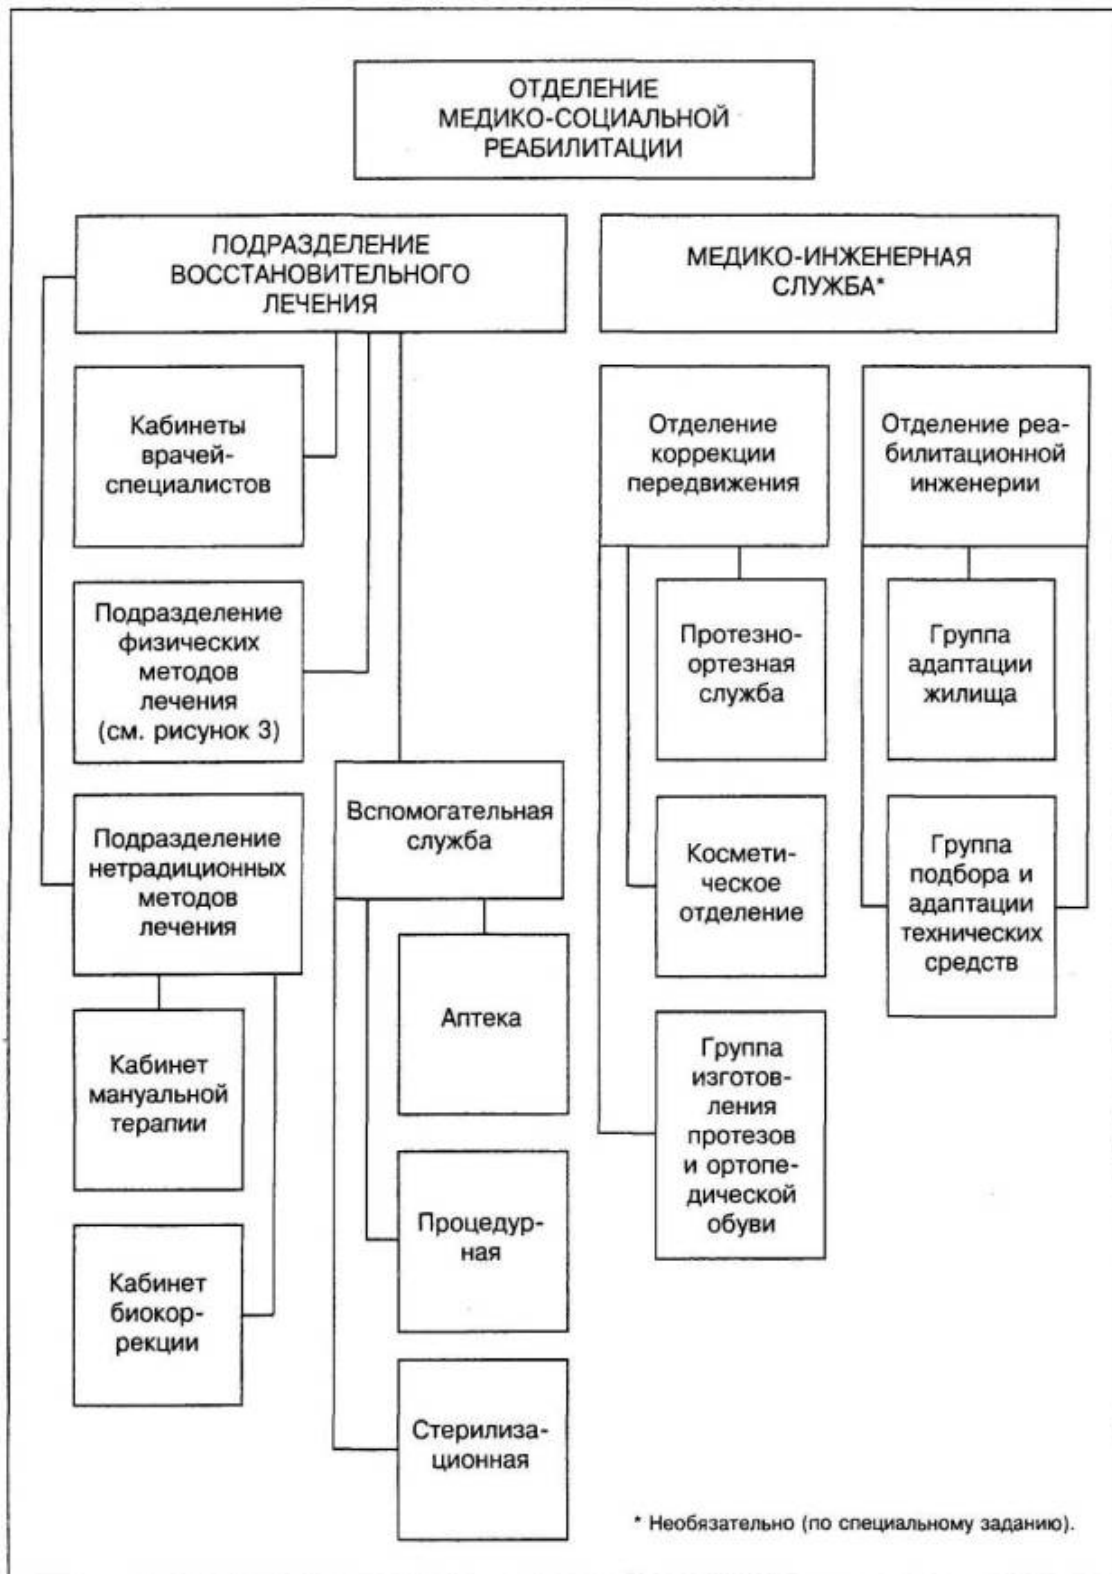 ОТДЕЛЕНИЕ
МЕДИКО-СОЦИАЛЬНОЙ
РЕАБИЛИТАЦИИ
ПОДРАЗДЕЛЕНИЕ
ВОССТАНОВИТЕЛЬНОГО
ЛЕЧЕНИЯ
МЕДИКО-ИНЖЕНЕРНАЯ
СЛУЖБА*
Кабинеты
врачей-
специалистов
Отделение
коррекции
передвижения
Отделение реа-
билитационной
инженерии
Подразделение
физических
методов
лечения
(см. рисунок 3)
Протезно-
ортезная
служба
Группа
адаптации
жилища
Подразделение
нетрадиционных
методов
лечения
Вспомогательная
служба
Космети-
ческое
отделение
Группа
подбора и
адаптации
технических
средств
Аптека
Кабинет
мануальной
терапии
Группа
изготов-
ления
протезов
и ортопе-
дической
обуви
Процедур-
ная
Кабинет
биокор-
рекции
Стерилиза-
ционная
* Необязательно (по специальному заданию).